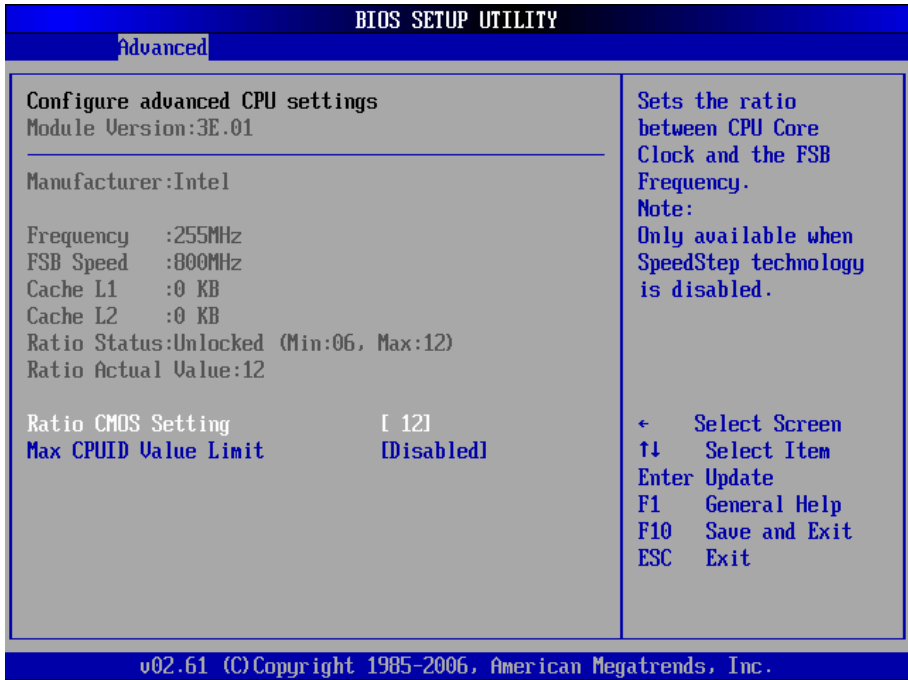 BIOS SETUP UTILITY
Advanced
Configure advanced CPU settings
Module Version:3E.01
Manufacturer:Intel
Frequency :255MHz
FSB Speed :800MHz
Cache L1 :0 KB
Cache L2 :0 KB
Ratio Status:Unlocked (Min:06, Max:12)
Ratio Actual Value:12
Ratio CMOS Setting [ 12]
Max CPUID Value Limit [Disabled]
Sets the ratio
between CPU Core
Clock and the FSB
Frequency.
Note:
Only available when
SpeedStep technology
is disabled.
← Select Screen
↑↓ Select Item
Enter Update
F1 General Help
F10 Save and Exit
ESC Exit
v02.61 (C)Copyright 1985-2006, American Megatrends, Inc.